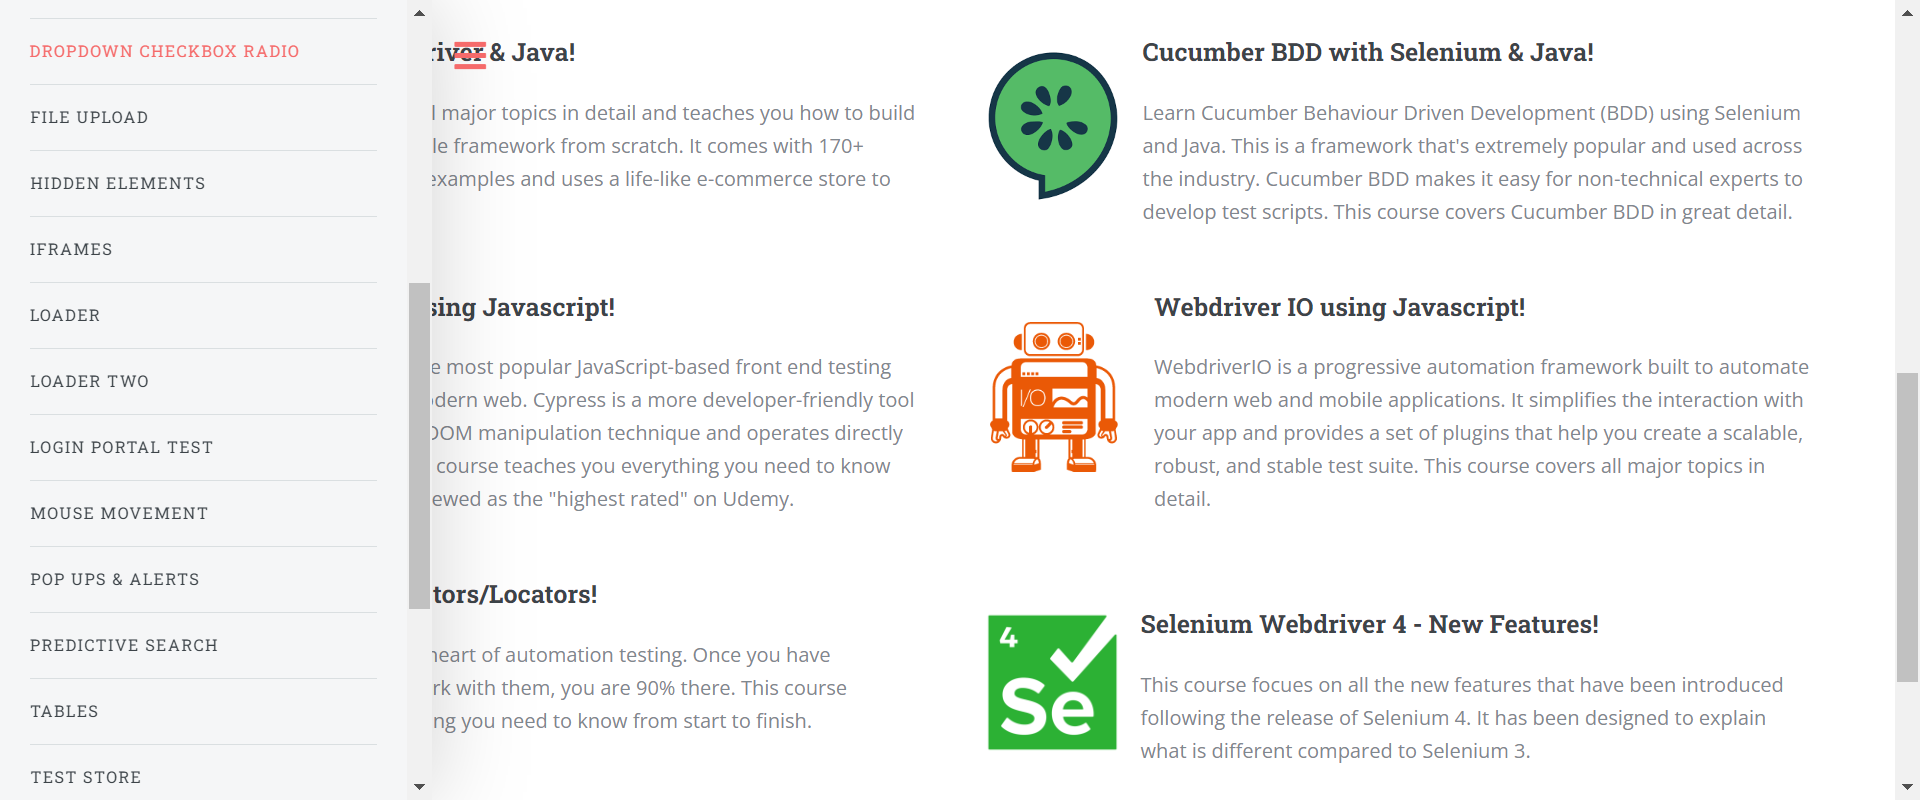 DROPDOWN CHECKBOX RADIO
FILE UPLOAD
HIDDEN ELEMENTS
IFRAMES
LOADER
LOADER TWO
LOGIN PORTAL TEST
MOUSE MOVEMENT
POP UPS & ALERTS
PREDICTIVE SEARCH
TABLES
TEST STORE
river & Java!
l major topics in detail and teaches you how to build
le framework from scratch. It comes with 170+
examples and uses a life-like e-commerce store to
Cucumber BDD with Selenium & Java!
Learn Cucumber Behaviour Driven Development (BDD) using Selenium
and Java. This is a framework that's extremely popular and used across
the industry. Cucumber BDD makes it easy for non-technical experts to
develop test scripts. This course covers Cucumber BDD in great detail.
sing Javascript!
e most popular JavaScript-based front end testing
dern web. Cypress is a more developer-friendly tool
DOM manipulation technique and operates directly
course teaches you everything you need to know
ewed as the "highest rated" on Udemy.
I/O
Webdriver IO using Javascript!
WebdriverIO is a progressive automation framework built to automate
modern web and mobile applications. It simplifies the interaction with
your app and provides a set of plugins that help you create a scalable,
robust, and stable test suite. This course covers all major topics in
detail.
tors/Locators!
heart of automation testing. Once you have
rk with them, you are 90% there. This course
ng you need to know from start to finish.
4
Se
Selenium Webdriver 4 - New Features!
This course focues on all the new features that have been introduced
following the release of Selenium 4. It has been designed to explain
what is different compared to Selenium 3.